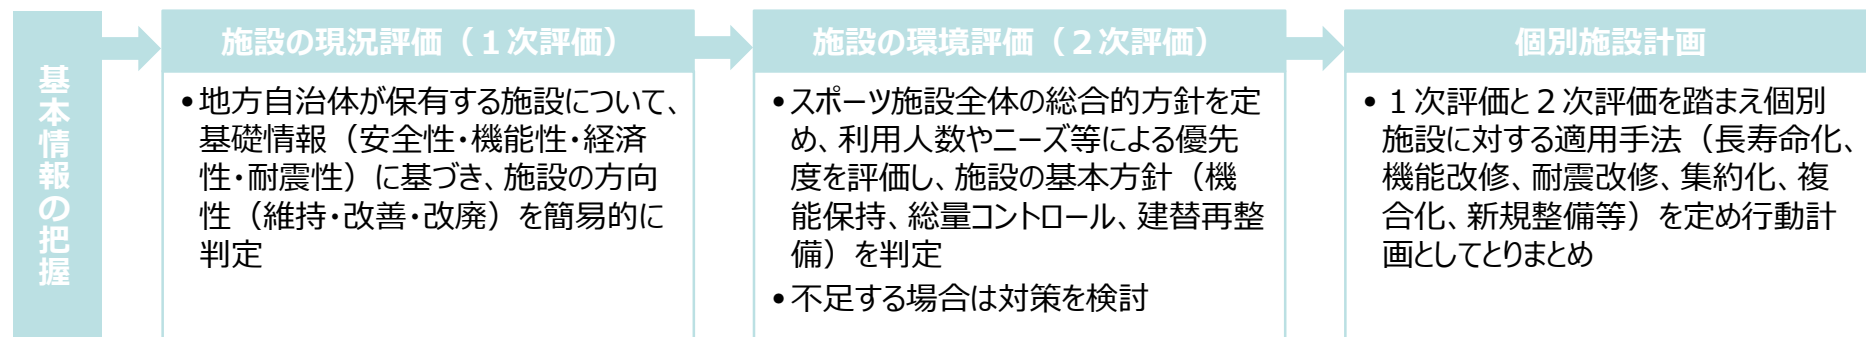 基本情報の把握
施設の現況評価（１次評価）
•地方自治体が保有する施設について、
基礎情報（安全性・機能性・経済
性・耐震性）に基づき、施設の方向
性（維持・改善・改廃）を簡易的に
判定
施設の環境評価（２次評価）
•スポーツ施設全体の総合的方針を定
め、利用人数やニーズ等による優先
度を評価し、施設の基本方針（機
能保持、総量コントロール、建替再整
備）を判定
•不足する場合は対策を検討
個別施設計画
• １次評価と２次評価を踏まえ個別
施設に対する適用手法（長寿命化、
機能改修、耐震改修、集約化、複
合化、新規整備等）を定め行動計
画としてとりまとめ